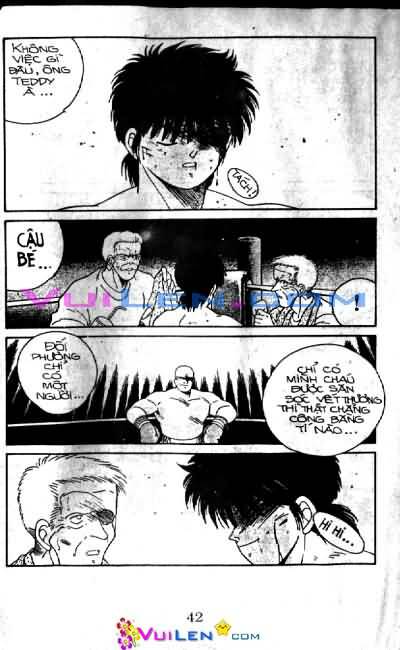 KHÔNG
VIỆC GÌ
ĐÂU, ÔNG
TEDDY
À...
TÁCH!
CẬU
BÉ...
!
VUILEN.COM
ĐỐI
PHƯƠNG
CHỈ
CÓ
MỘT
NGƯỜI...
CHỈ CÓ
MÌNH CHÁU
ĐƯỢC SĂN
SÓC VẾT THƯƠNG
THÌ THẬT CHẲNG
CÔNG BẰNG
TÍ NÀO...
HI HI...
42
VUILEN.COM